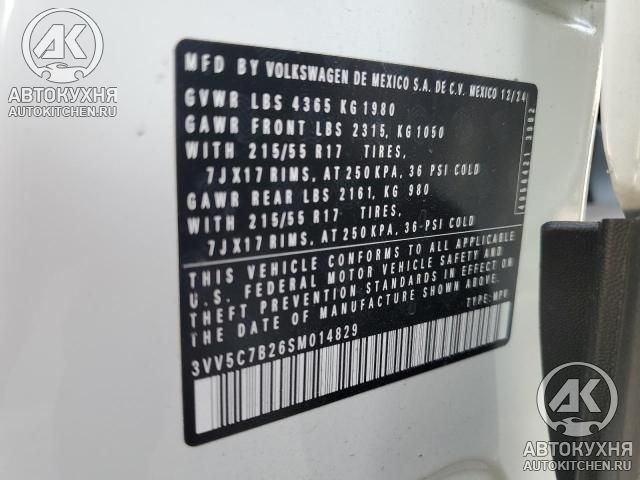 АК
АВТОКУХНЯ
AUTOKITCHEN.RU
MFD BY VOLKSWAGEN DE MEXICO S.A. DE C.V. MEXICO 12/24
GVWR LBS 4365 KG 1980
GAWR FRONT LBS 2315, KG 1050
WITH 215/55 R17 TIRES,
7JX17 RIMS, AT 250 KPA, 36 PSI COLD
GAWR REAR LBS 2161, KG 980
WITH 215/55 R17 TIRES,
7JX17 RIMS, AT 250 KPA, 36-PSI COLD
THIS VEHICLE CONFORMS TO ALL APPLICABLE
U.S. FEDERAL MOTOR VEHICLE SAFETY AND
THEFT PREVENTION STANDARDS IN EFFECT ON
THE DATE OF MANUFACTURE SHOWN ABOVE.
TYPE: MPV
3VV5C7B26SM014829
4950421 3902
АК
АВТОКУХНЯ
AUTOKITCHEN.RU